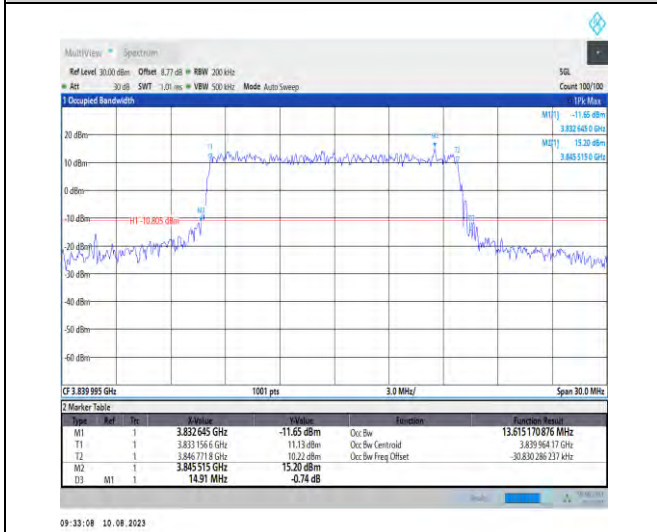 MultiView Spectrum
Ref Level 30.00 dBm Offset 8.77 dB RBW 200 kHz SGL
Att 30 dB SWT 1.01 ms VBW 500 kHz Mode Auto Sweep Count 100/100
1 Occupied Bandwidth 1Pk Max
M1[1] -11.65 dBm
3.832 645 0 GHz
M2[1] 15.20 dBm
3.845 515 0 GHz
20 dBm
M2
T1
T2
10 dBm
0 dBm
-10 dBm
H1 -10.805 dBm
-20 dBm
-30 dBm
-40 dBm
-50 dBm
-60 dBm
CF 3.839 995 GHz 1001 pts 3.0 MHz/ Span 30.0 MHz
2 Marker Table
Type Ref Trc X-Value Y-Value Function Function Result
M1 1 3.832 645 GHz -11.65 dBm Occ Bw 13.615 170 876 MHz
T1 1 3.833 156 6 GHz 11.13 dBm Occ Bw Centroid 3.839 964 17 GHz
T2 1 3.846 771 8 GHz 10.22 dBm Occ Bw Freq Offset -30.830 286 237 kHz
M2 1 3.845 515 GHz 15.20 dBm
D3 M1 1 14.91 MHz -0.74 dB
Ready
09:33:08 10.08.2023